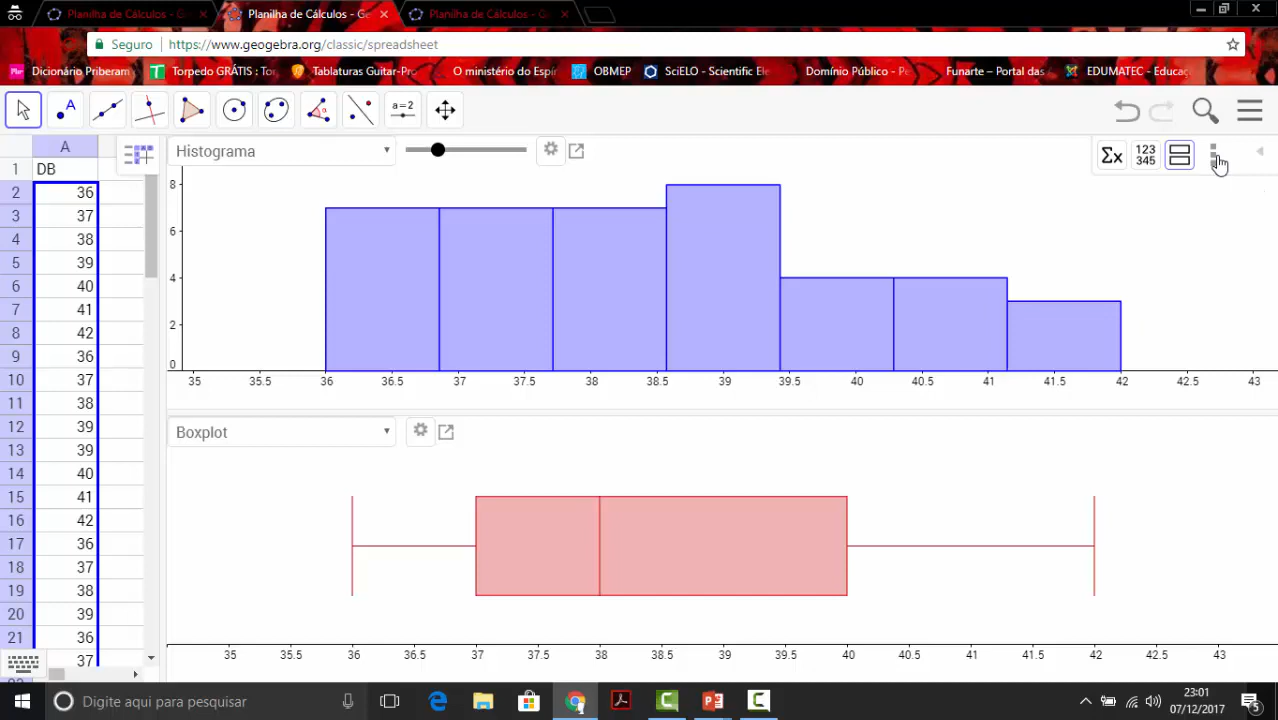 Planilha de Cálculos - G
Planilha de Cálculos - Ge
Planilha de Cálculos - G
Seguro https://www.geogebra.org/classic/spreadsheet
Dicionário Priberam
Torpedo GRÁTIS : Tor
Tablaturas Guitar-Pro
O ministério do Espír
OBMEP
SciELO - Scientific Ele
Domínio Público - Pe
Funarte – Portal das
EDUMATEC - Educaç
A
a=2
Histograma
Σx
123
345
A
1 DB
2 36
3 37
4 38
5 39
6 40
7 41
8 42
9 36
10 37
11 38
12 39
13 39
14 40
15 41
16 42
17 36
18 37
19 38
20 39
21 36
37
8
6
4
2
0
35 35.5 36 36.5 37 37.5 38 38.5 39 39.5 40 40.5 41 41.5 42 42.5 43
Boxplot
35 35.5 36 36.5 37 37.5 38 38.5 39 39.5 40 40.5 41 41.5 42 42.5 43
Digite aqui para pesquisar
23:01
07/12/2017
5